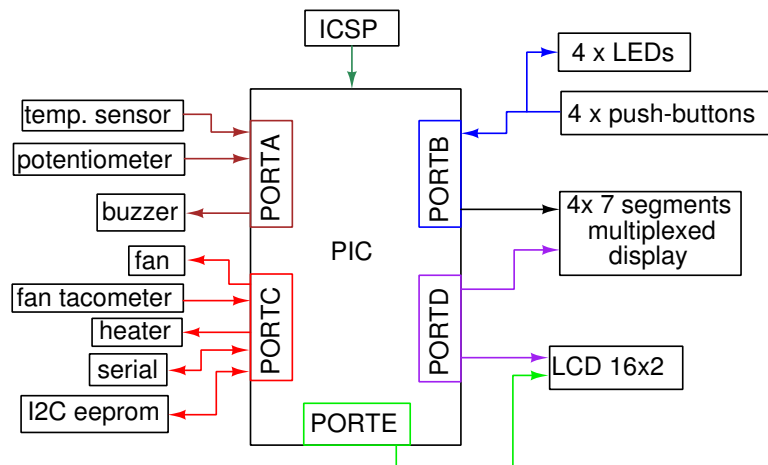 ICSP
4 x LEDs
temp. sensor
4 x push-buttons
potentiometer
PORTA
PORTB
buzzer
4x 7 segments
multiplexed
display
PIC
fan
fan tacometer
PORTC
PORTD
heater
serial
LCD 16x2
I2C eeprom
PORTE